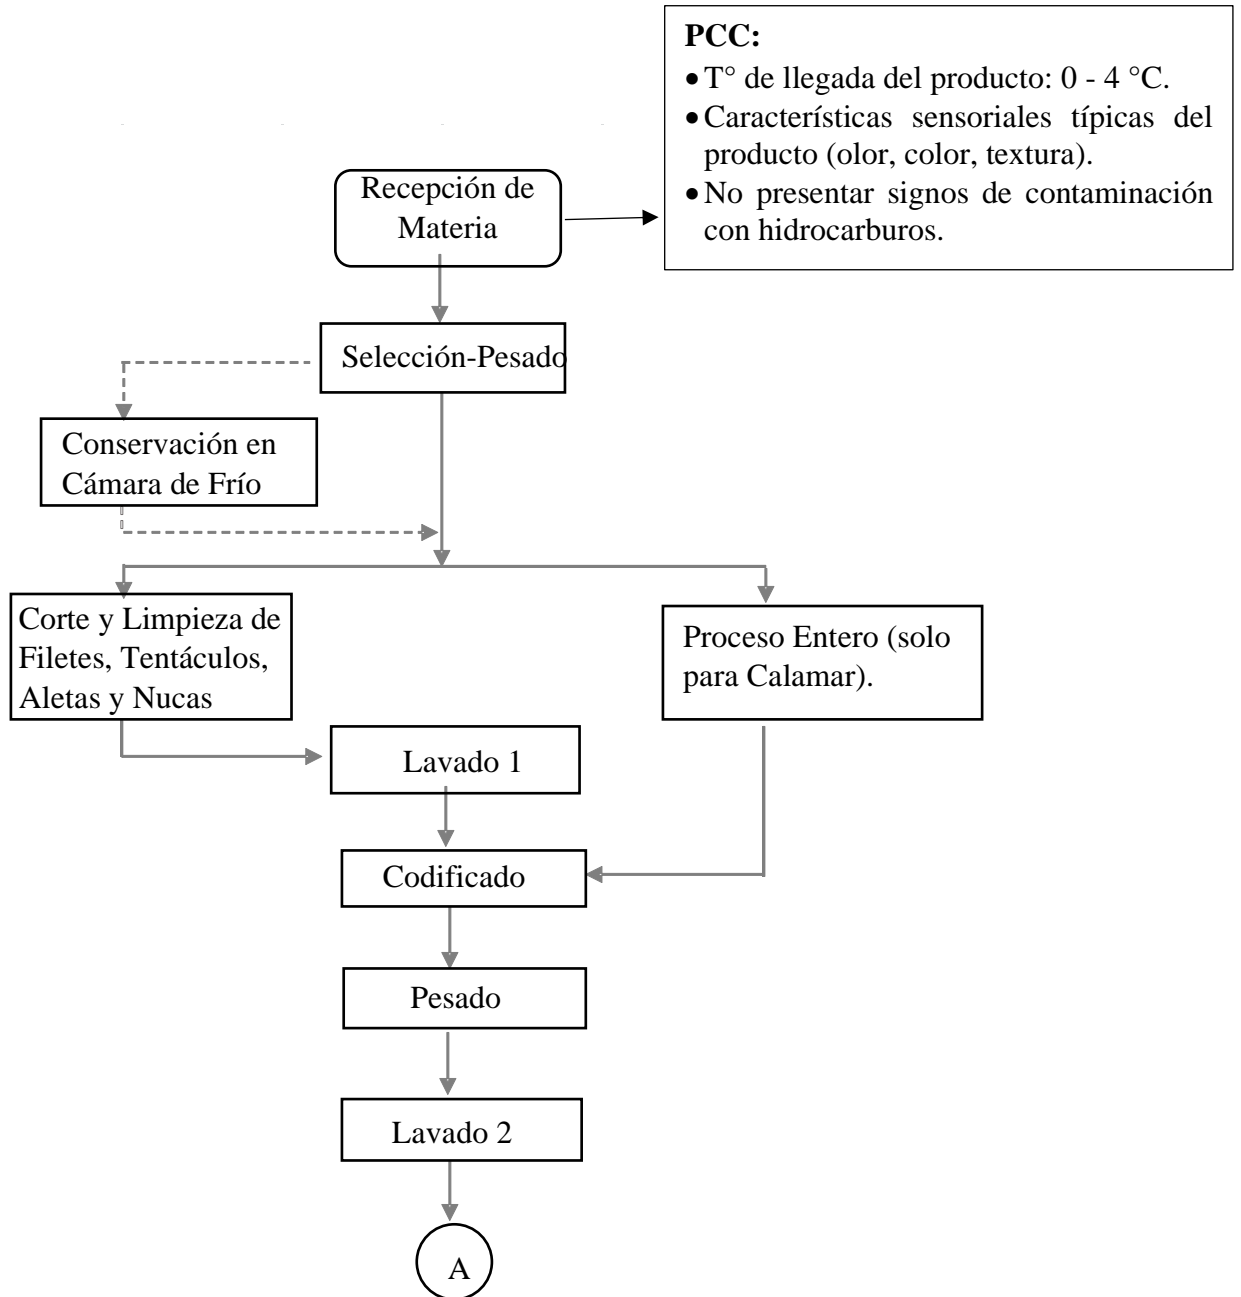 PCC:
• T° de llegada del producto: 0 - 4 °C.
• Características sensoriales típicas del
producto (olor, color, textura).
• No presentar signos de contaminación
con hidrocarburos.
Recepción de
Materia
Selección-Pesado
Conservación en
Cámara de Frío
Corte y Limpieza de
Filetes, Tentáculos,
Aletas y Nucas
Proceso Entero (solo
para Calamar).
Lavado 1
Codificado
Pesado
Lavado 2
A